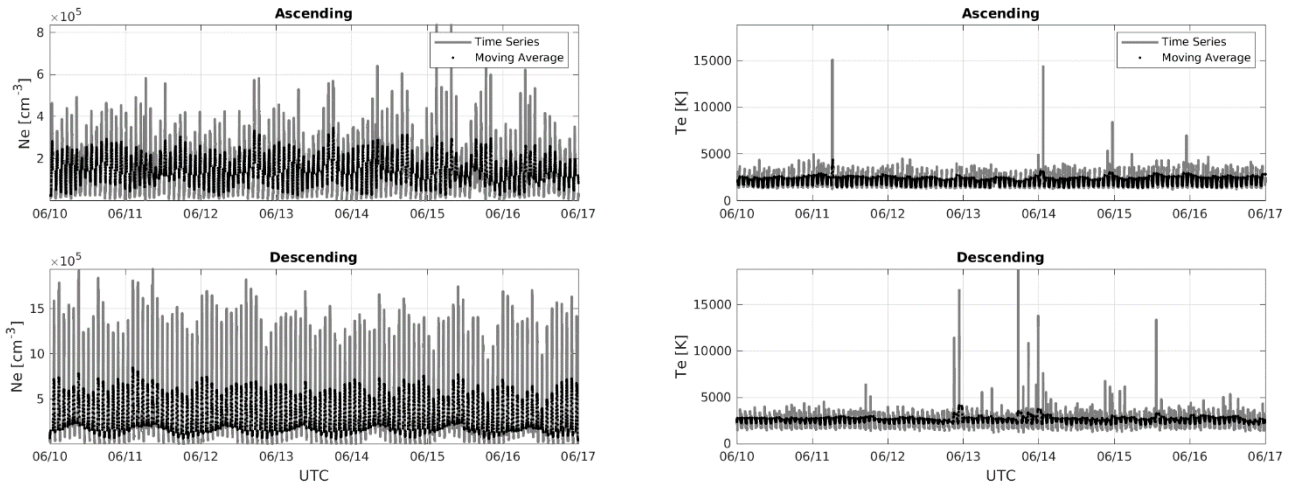 Ascending
×10⁵
Ne [cm⁻³]
8
6
4
2
Time Series
Moving Average
06/10 06/11 06/12 06/13 06/14 06/15 06/16 06/17
Ascending
Te [K]
15000
10000
5000
0
Time Series
Moving Average
06/10 06/11 06/12 06/13 06/14 06/15 06/16 06/17
Descending
×10⁵
Ne [cm⁻³]
15
10
5
06/10 06/11 06/12 06/13 06/14 06/15 06/16 06/17
UTC
Descending
Te [K]
15000
10000
5000
0
06/10 06/11 06/12 06/13 06/14 06/15 06/16 06/17
UTC